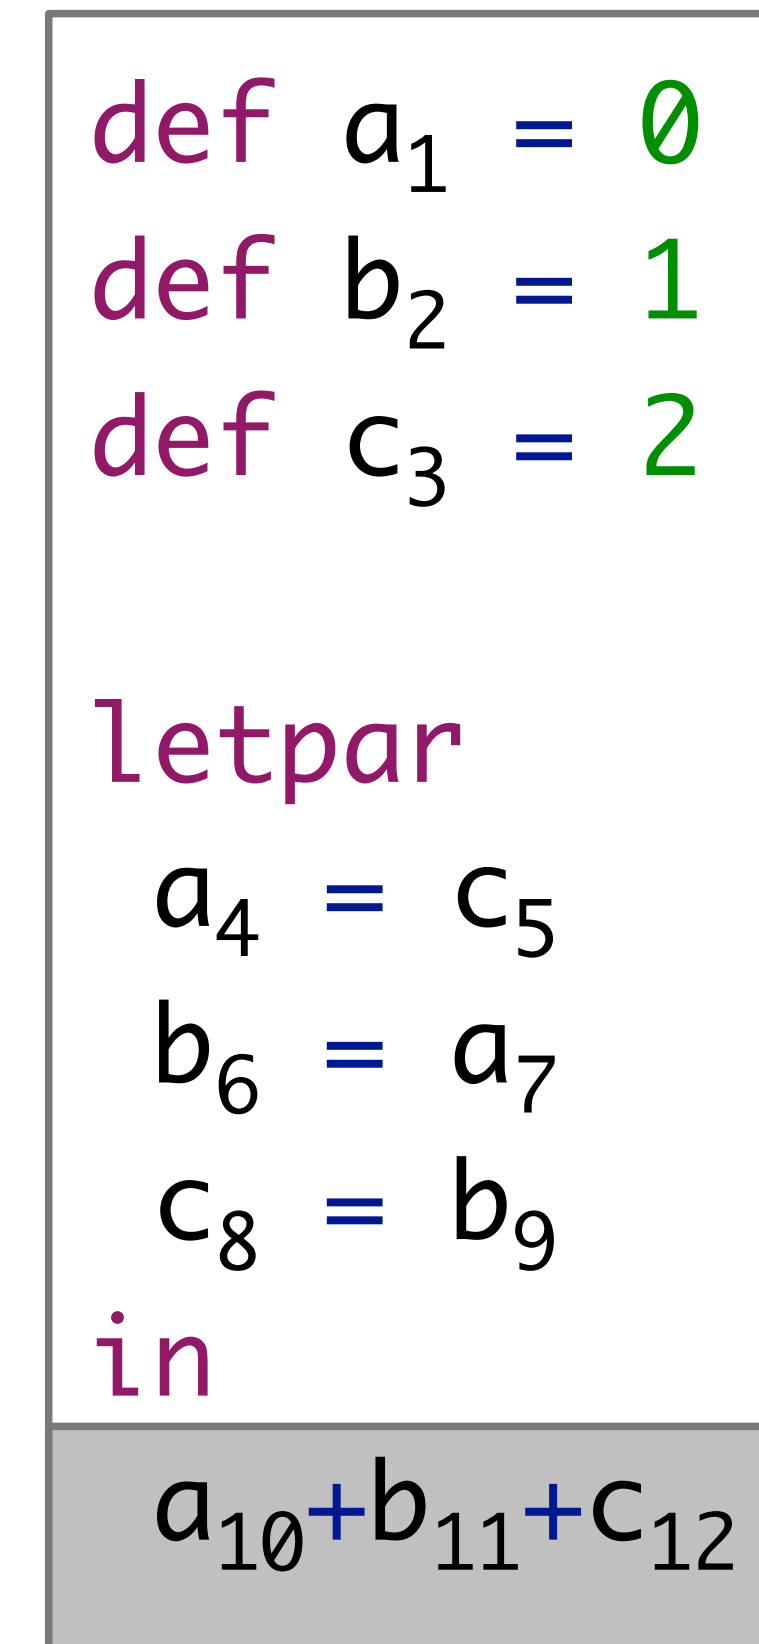 def a₁ = 0
def b₂ = 1
def c₃ = 2
letpar
a₄ = c₅
b₆ = a₇
c₈ = b₉
in
a₁₀+b₁₁+c₁₂